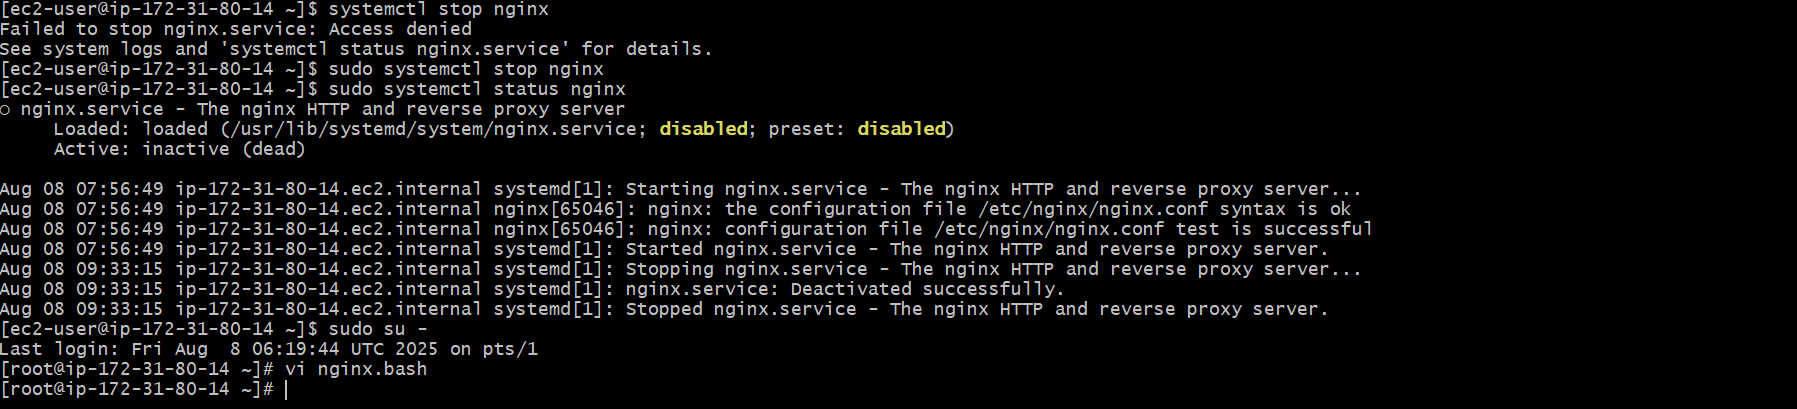 [ec2-user@ip-172-31-80-14 ~]$ systemctl stop nginx
Failed to stop nginx.service: Access denied
See system logs and 'systemctl status nginx.service' for details.
[ec2-user@ip-172-31-80-14 ~]$ sudo systemctl stop nginx
[ec2-user@ip-172-31-80-14 ~]$ sudo systemctl status nginx
○ nginx.service - The nginx HTTP and reverse proxy server
     Loaded: loaded (/usr/lib/systemd/system/nginx.service; disabled; preset: disabled)
     Active: inactive (dead)

Aug 08 07:56:49 ip-172-31-80-14.ec2.internal systemd[1]: Starting nginx.service - The nginx HTTP and reverse proxy server...
Aug 08 07:56:49 ip-172-31-80-14.ec2.internal nginx[65046]: nginx: the configuration file /etc/nginx/nginx.conf syntax is ok
Aug 08 07:56:49 ip-172-31-80-14.ec2.internal nginx[65046]: nginx: configuration file /etc/nginx/nginx.conf test is successful
Aug 08 07:56:49 ip-172-31-80-14.ec2.internal systemd[1]: Started nginx.service - The nginx HTTP and reverse proxy server.
Aug 08 09:33:15 ip-172-31-80-14.ec2.internal systemd[1]: Stopping nginx.service - The nginx HTTP and reverse proxy server...
Aug 08 09:33:15 ip-172-31-80-14.ec2.internal systemd[1]: nginx.service: Deactivated successfully.
Aug 08 09:33:15 ip-172-31-80-14.ec2.internal systemd[1]: Stopped nginx.service - The nginx HTTP and reverse proxy server.
[ec2-user@ip-172-31-80-14 ~]$ sudo su -
Last login: Fri Aug  8 06:19:44 UTC 2025 on pts/1
[root@ip-172-31-80-14 ~]# vi nginx.bash
[root@ip-172-31-80-14 ~]#